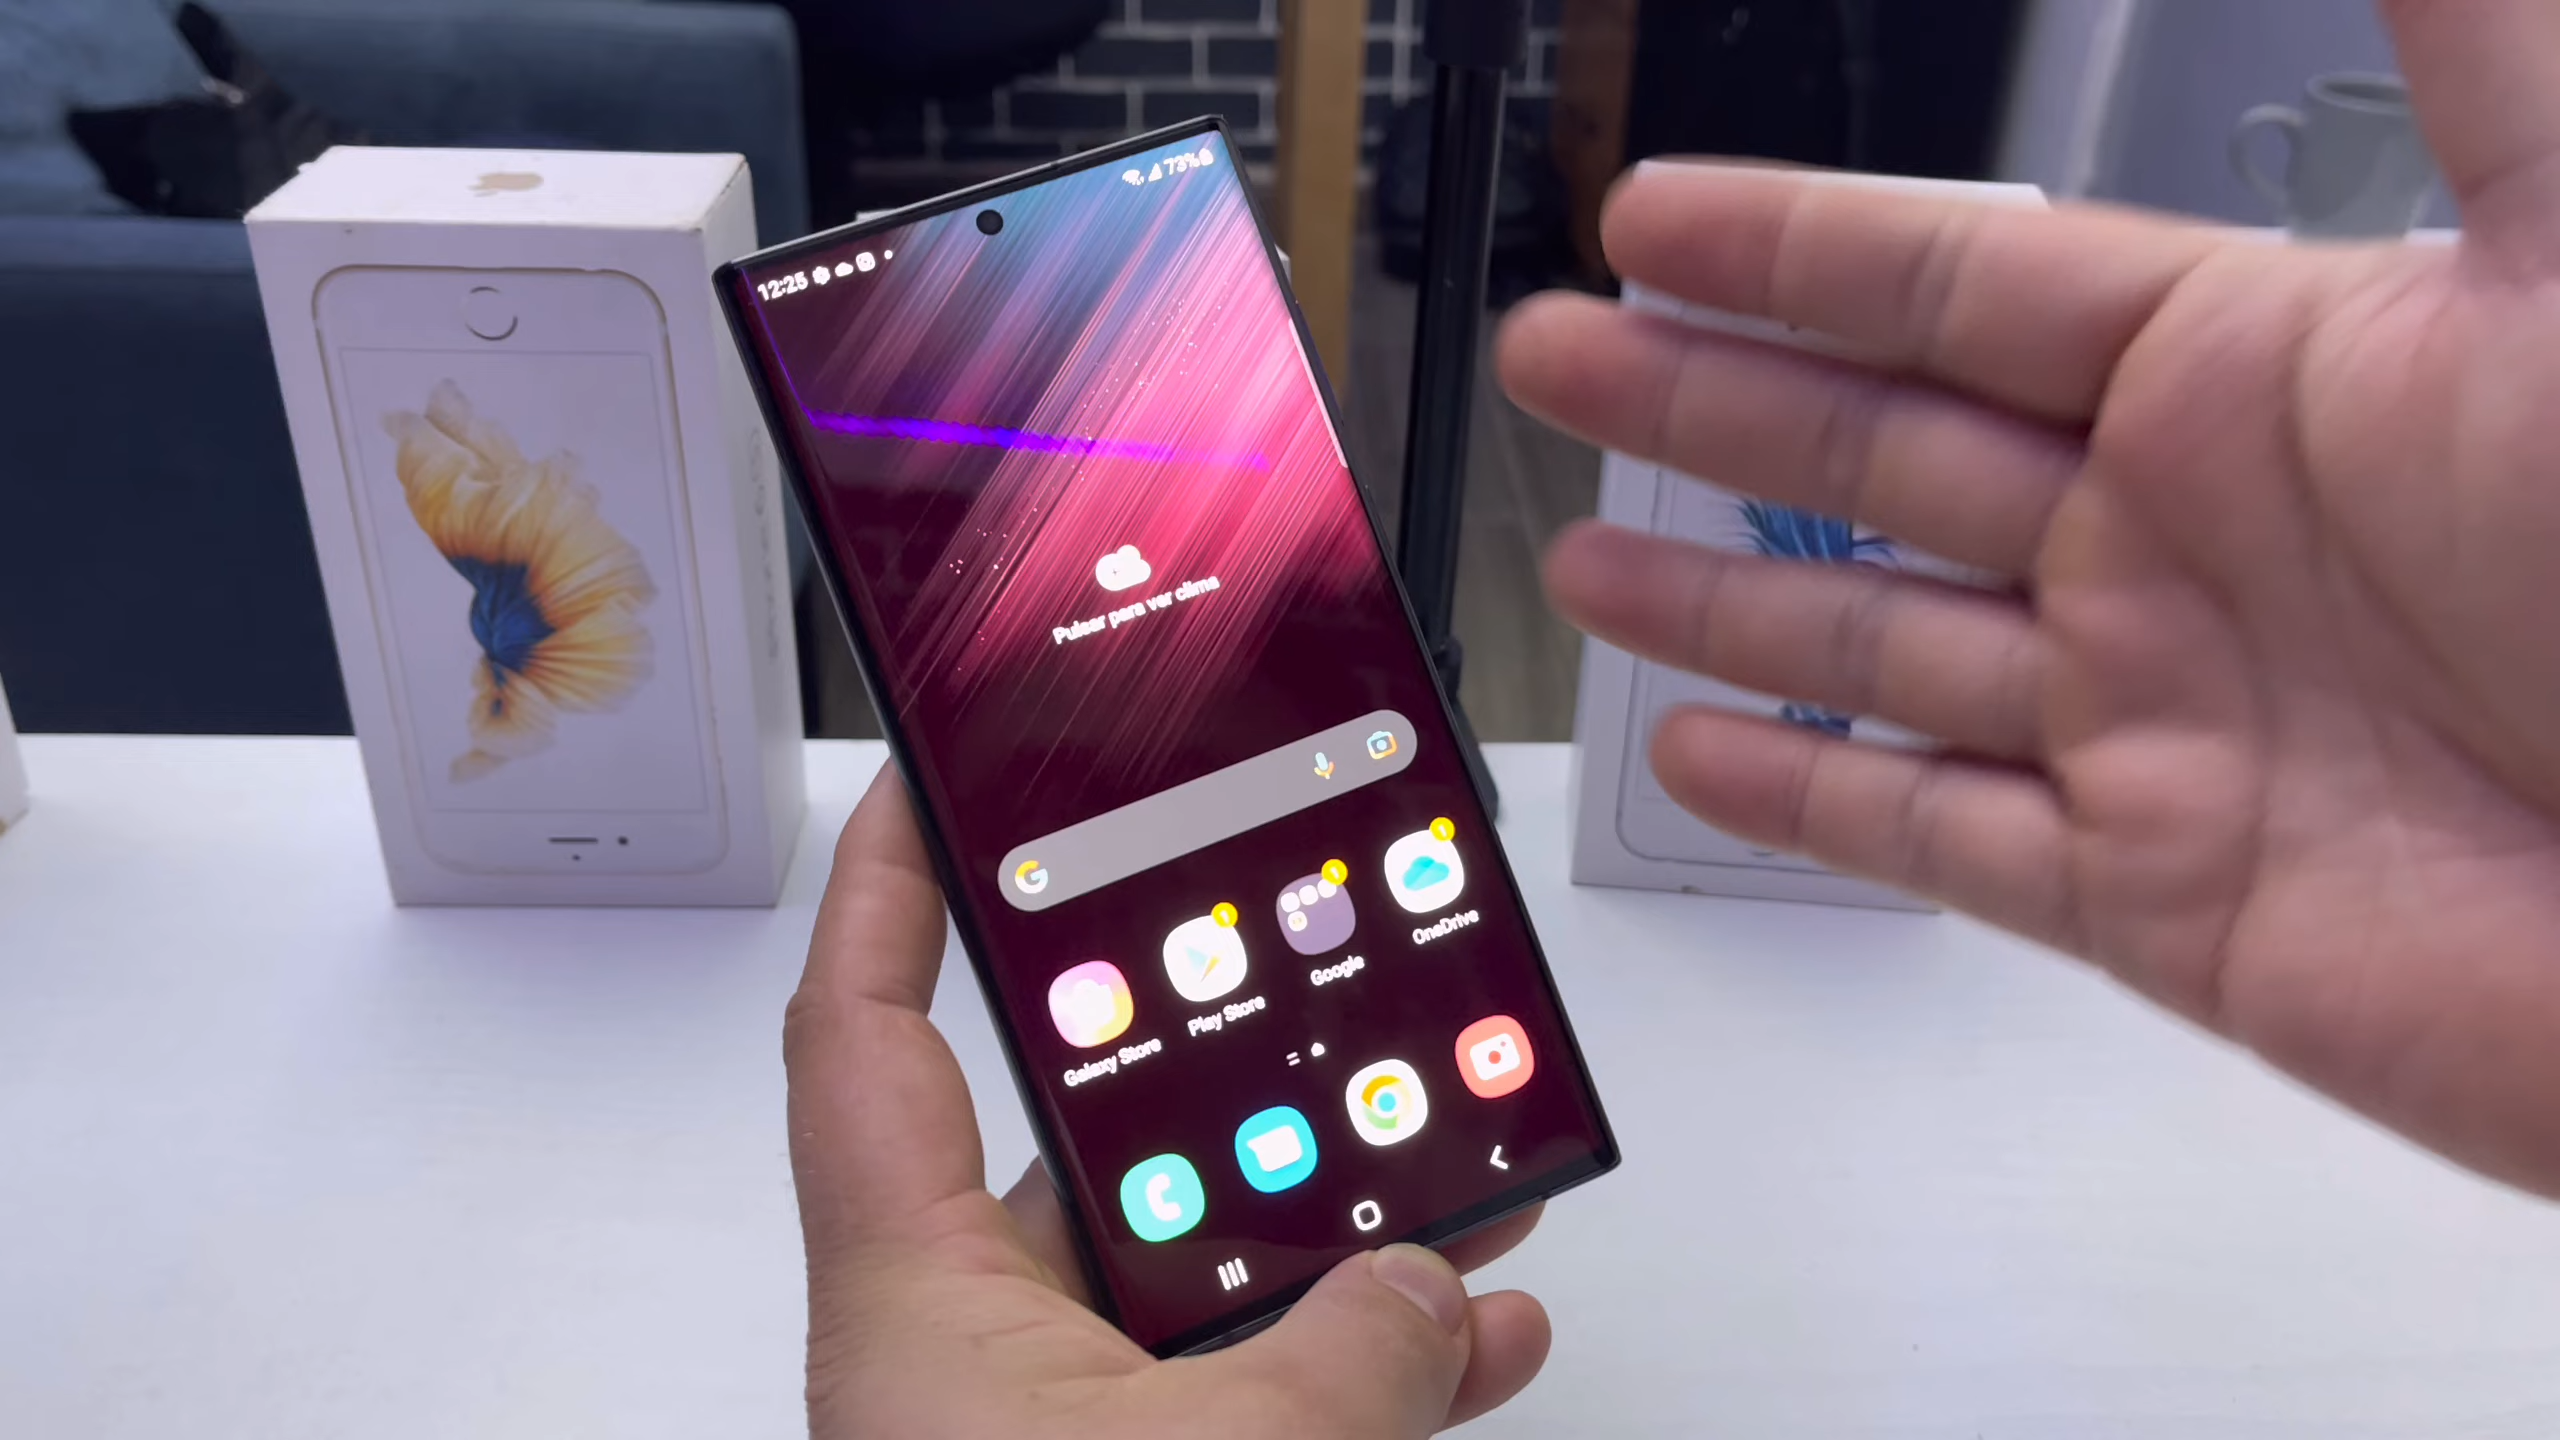 73%
12:25
Pulsar para ver clima
OneDrive
Google
Play Store
Galaxy Store